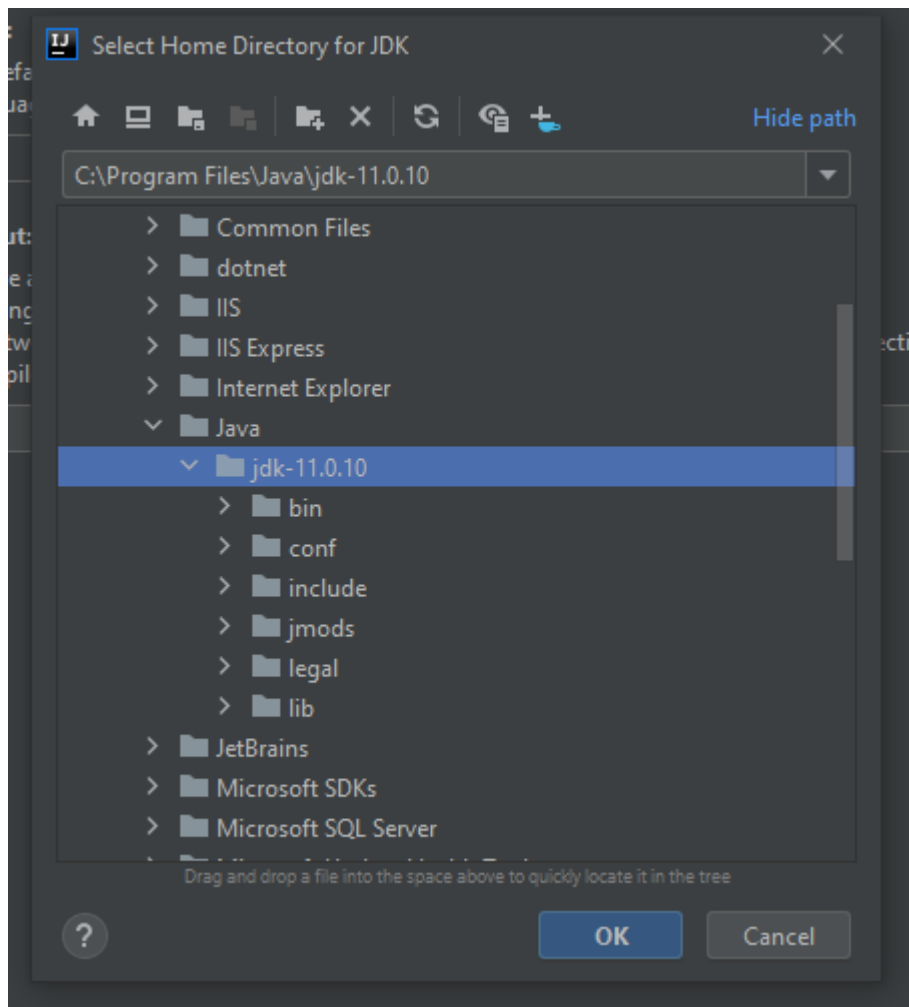 IJ
Select Home Directory for JDK
Hide path
C:\Program Files\Java\jdk-11.0.10
Common Files
dotnet
IIS
IIS Express
Internet Explorer
Java
jdk-11.0.10
bin
conf
include
jmods
legal
lib
JetBrains
Microsoft SDKs
Microsoft SQL Server
Drag and drop a file into the space above to quickly locate it in the tree
?
OK
Cancel